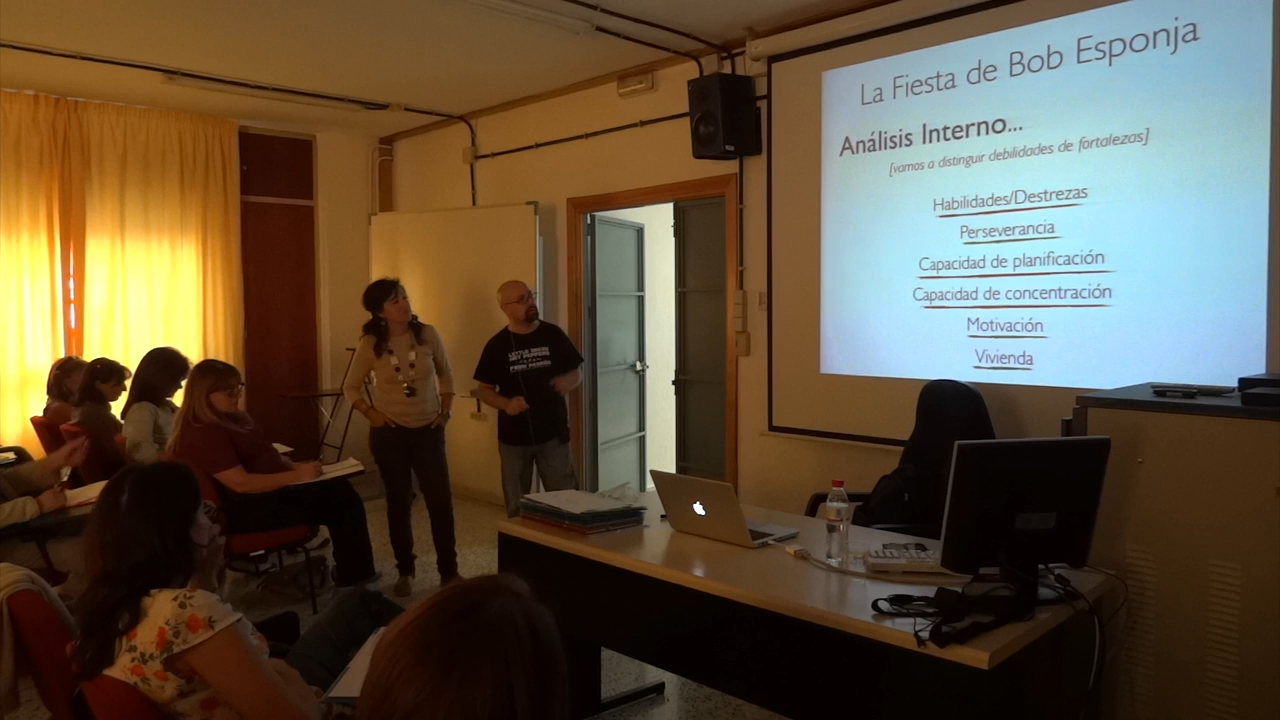 La Fiesta de Bob Esponja
Análisis Interno...
[vamos a distinguir debilidades de fortalezas]
Habilidades/Destrezas
Perseverancia
Capacidad de planificación
Capacidad de concentración
Motivación
Vivienda